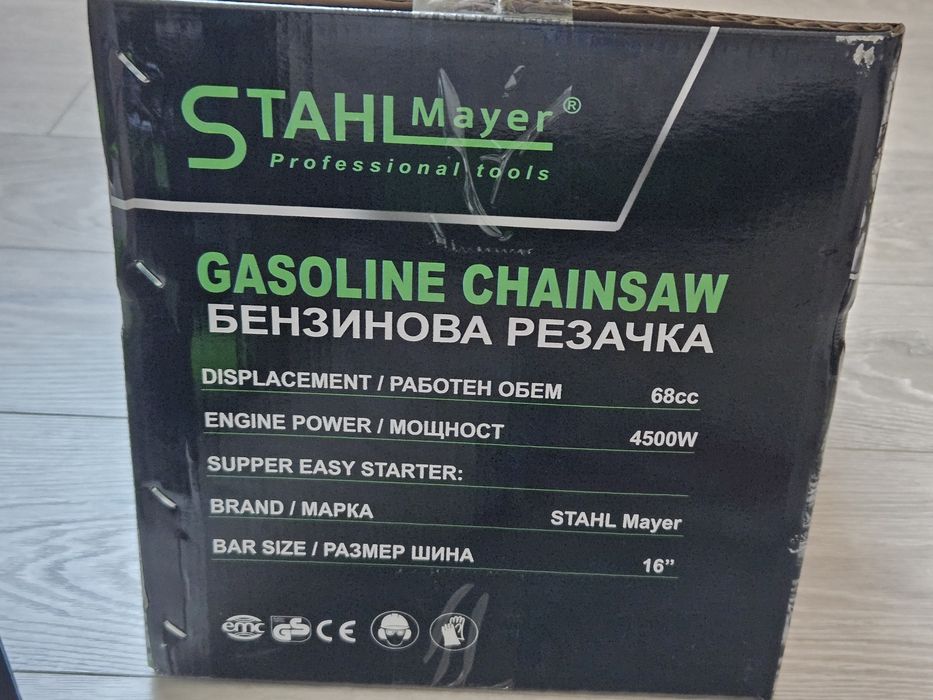 STAHL Mayer®
Professional tools
GASOLINE CHAINSAW
БЕНЗИНОВА РЕЗАЧКА
DISPLACEMENT / РАБОТЕН ОБЕМ 68cc
ENGINE POWER / МОЩНОСТ 4500W
SUPPER EASY STARTER:
BRAND / МАРКА STAHL Mayer
BAR SIZE / РАЗМЕР ШИНА 16”
emc GS CE